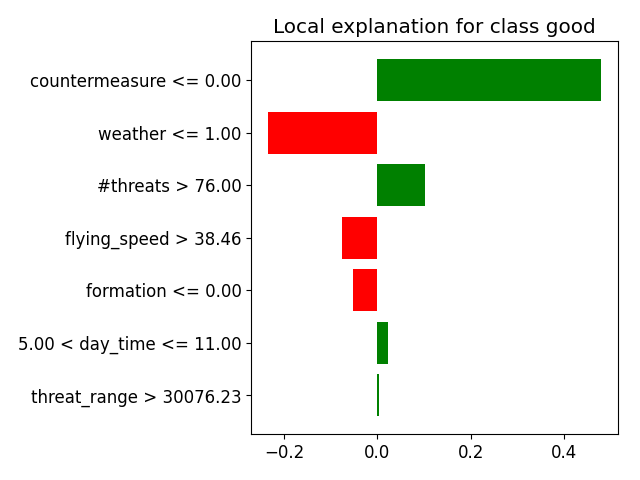 Local explanation for class good
countermeasure <= 0.00
weather <= 1.00
#threats > 76.00
flying_speed > 38.46
formation <= 0.00
5.00 < day_time <= 11.00
threat_range > 30076.23
−0.2 0.0 0.2 0.4